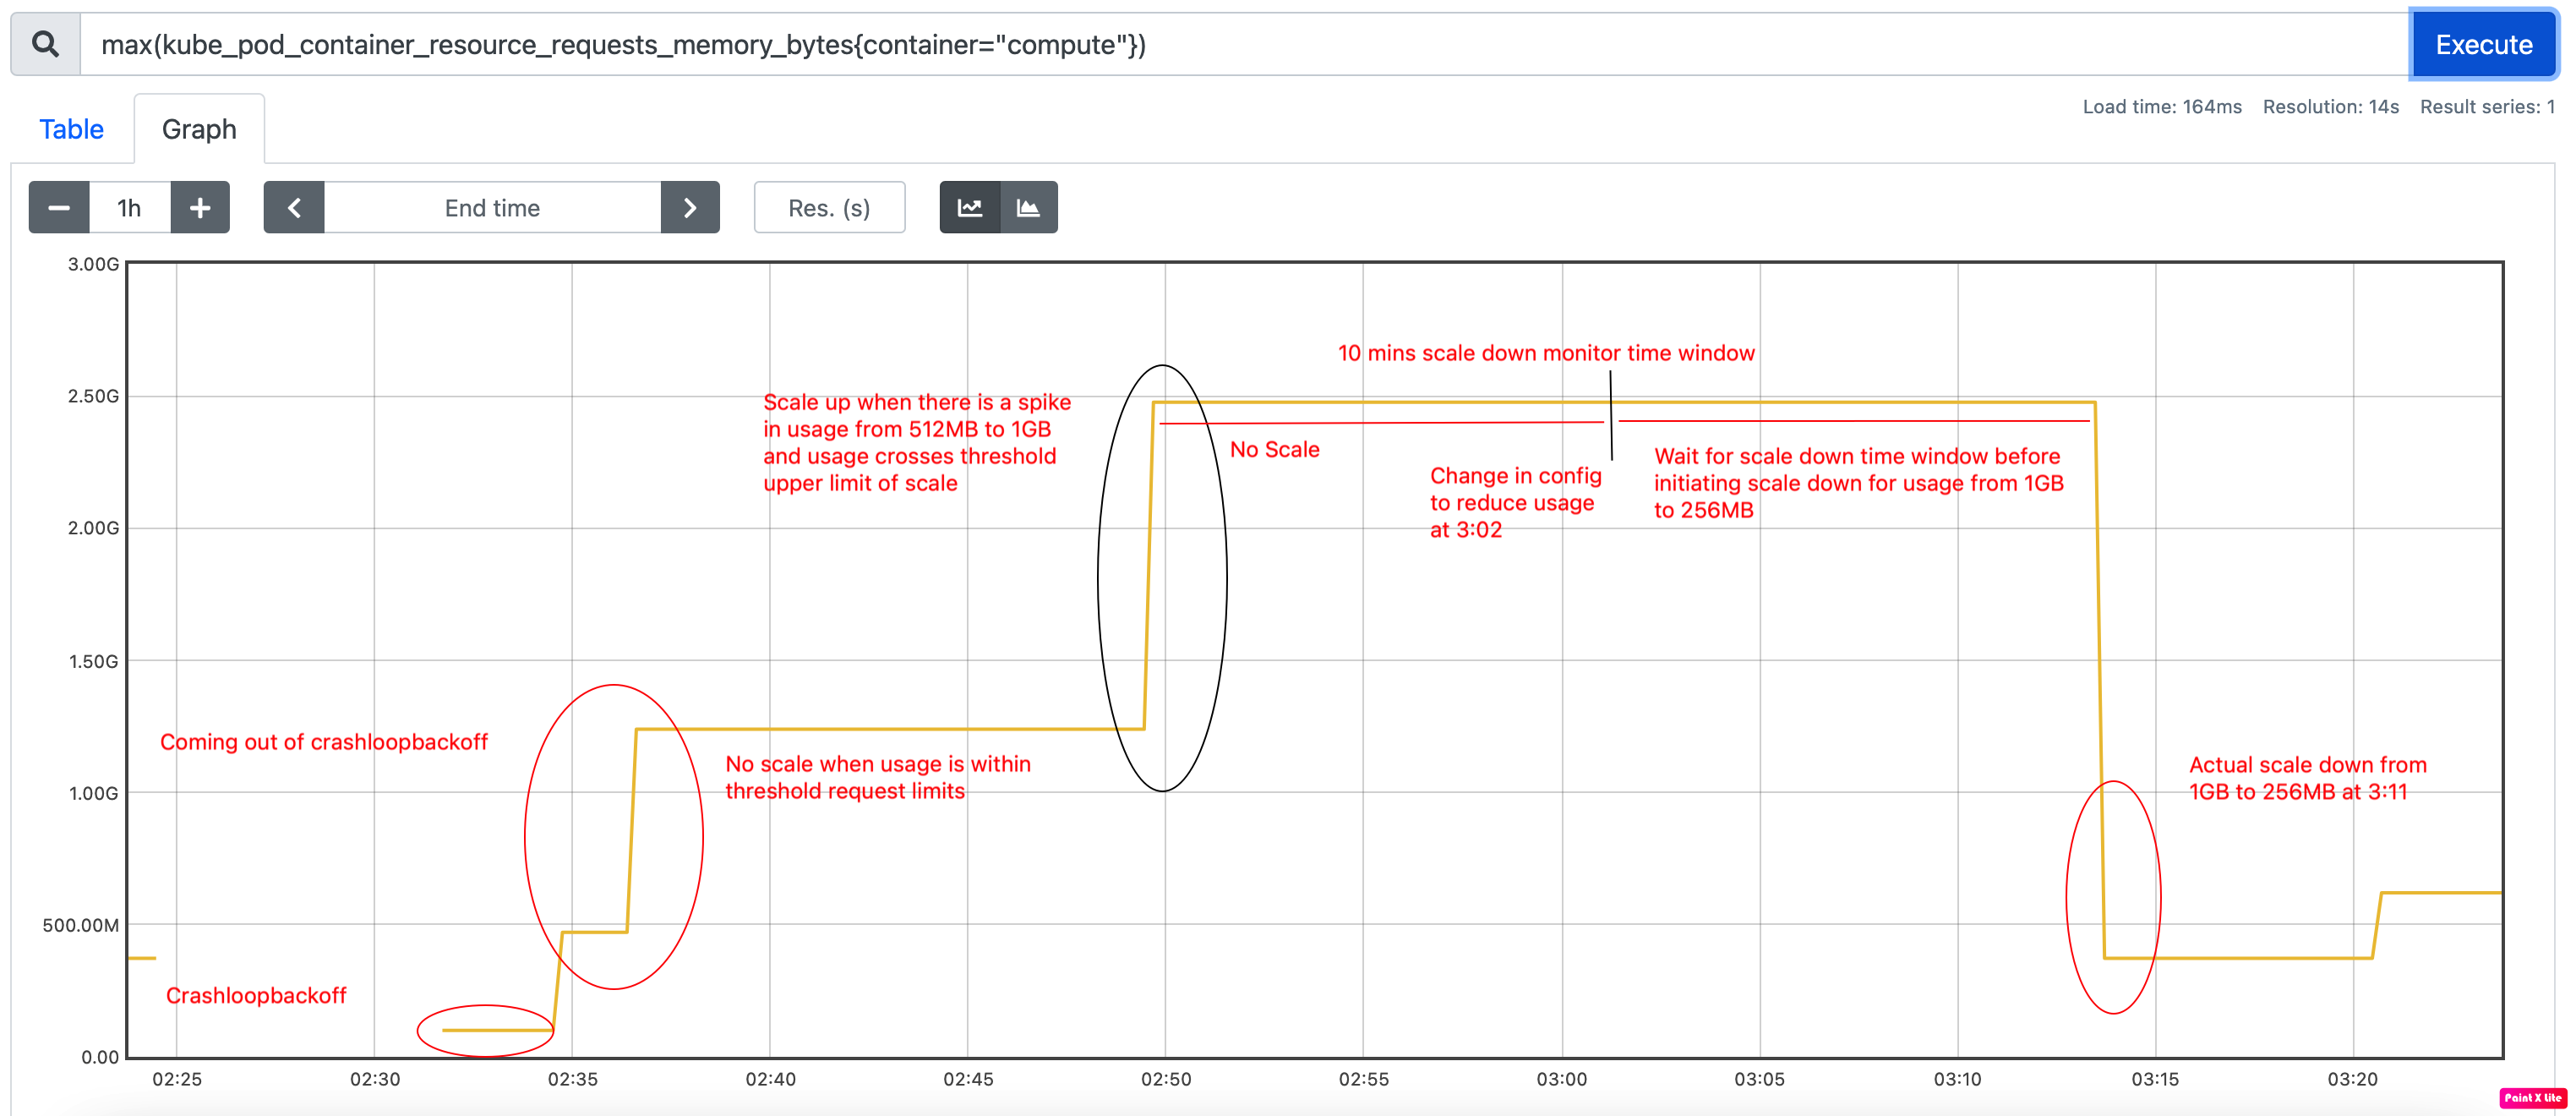 max(kube_pod_container_resource_requests_memory_bytes{container="compute"})
Execute
Table
Graph
Load time: 164ms Resolution: 14s Result series: 1
1h
End time
Res. (s)
3.00G
2.50G
2.00G
1.50G
1.00G
500.00M
0.00
10 mins scale down monitor time window
Scale up when there is a spike
in usage from 512MB to 1GB
and usage crosses threshold
upper limit of scale
No Scale
Change in config
to reduce usage
at 3:02
Wait for scale down time window before
initiating scale down for usage from 1GB
to 256MB
Coming out of crashloopbackoff
No scale when usage is within
threshold request limits
Actual scale down from
1GB to 256MB at 3:11
Crashloopbackoff
02:25 02:30 02:35 02:40 02:45 02:50 02:55 03:00 03:05 03:10 03:15 03:20
Paint X lite